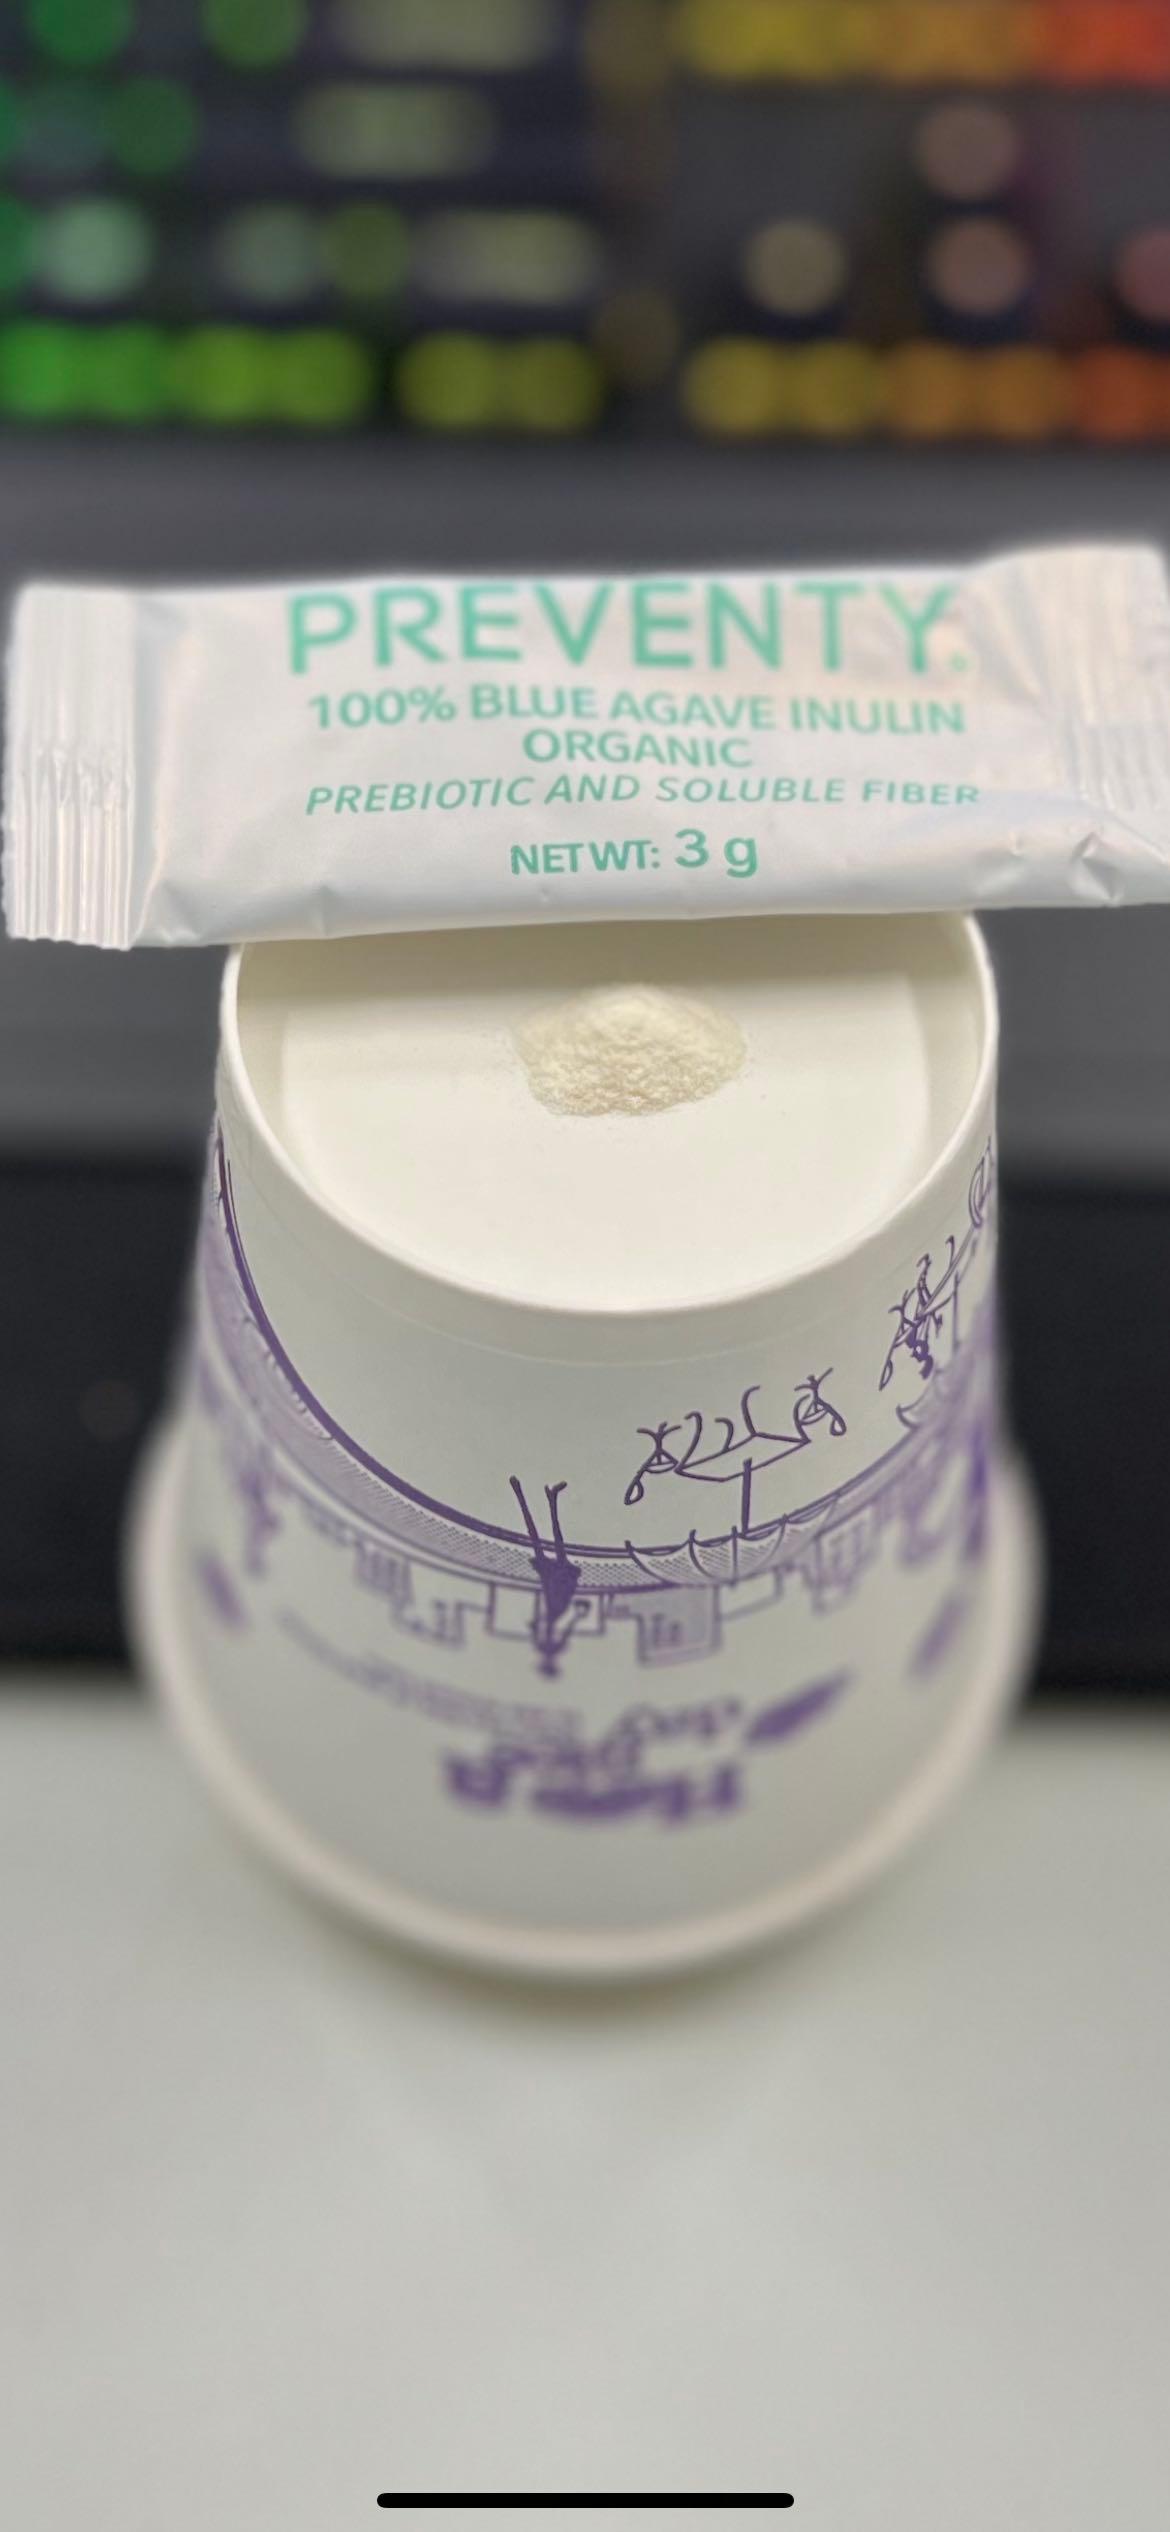 PREVENTY®
100% BLUE AGAVE INULIN
ORGANIC
PREBIOTIC AND SOLUBLE FIBER
NET WT: 3 g